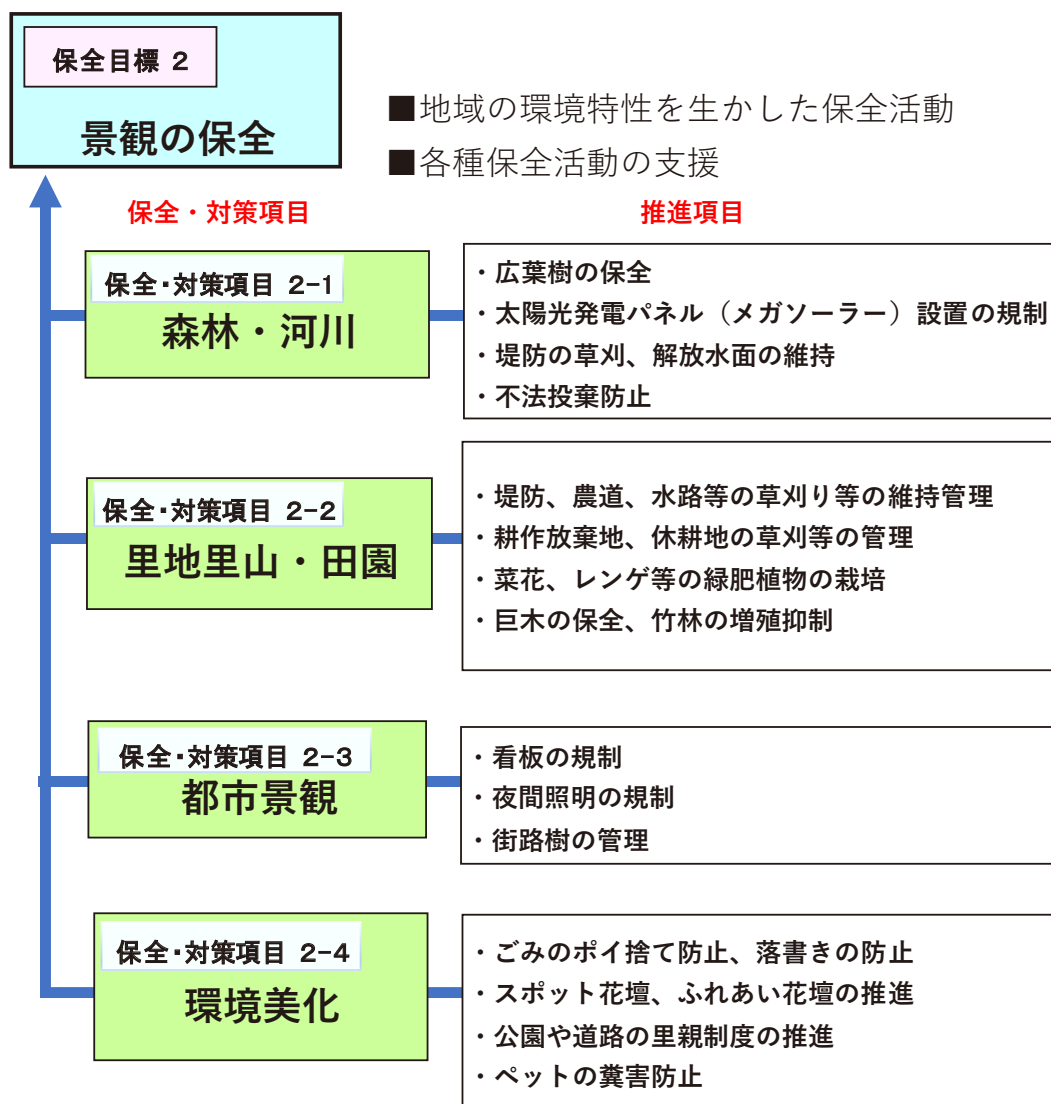 保全目標 2
景観の保全
■地域の環境特性を生かした保全活動
■各種保全活動の支援
保全・対策項目
推進項目
保全・対策項目 2-1
森林・河川
・広葉樹の保全
・太陽光発電パネル（メガソーラー）設置の規制
・堤防の草刈、解放水面の維持
・不法投棄防止
保全・対策項目 2-2
里地里山・田園
・堤防、農道、水路等の草刈り等の維持管理
・耕作放棄地、休耕地の草刈等の管理
・菜花、レンゲ等の緑肥植物の栽培
・巨木の保全、竹林の増殖抑制
保全・対策項目 2-3
都市景観
・看板の規制
・夜間照明の規制
・街路樹の管理
保全・対策項目 2-4
環境美化
・ごみのポイ捨て防止、落書きの防止
・スポット花壇、ふれあい花壇の推進
・公園や道路の里親制度の推進
・ペットの糞害防止